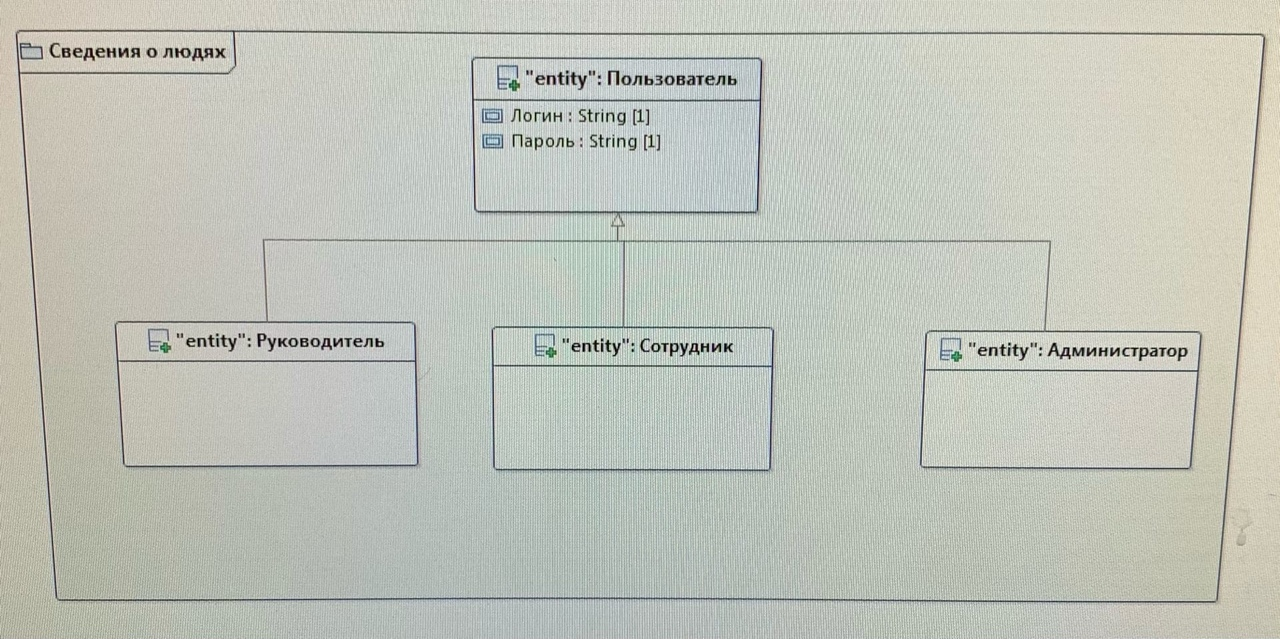 Сведения о людях
"entity": Пользователь
Логин : String [1]
Пароль : String [1]
"entity": Руководитель
"entity": Сотрудник
"entity": Администратор